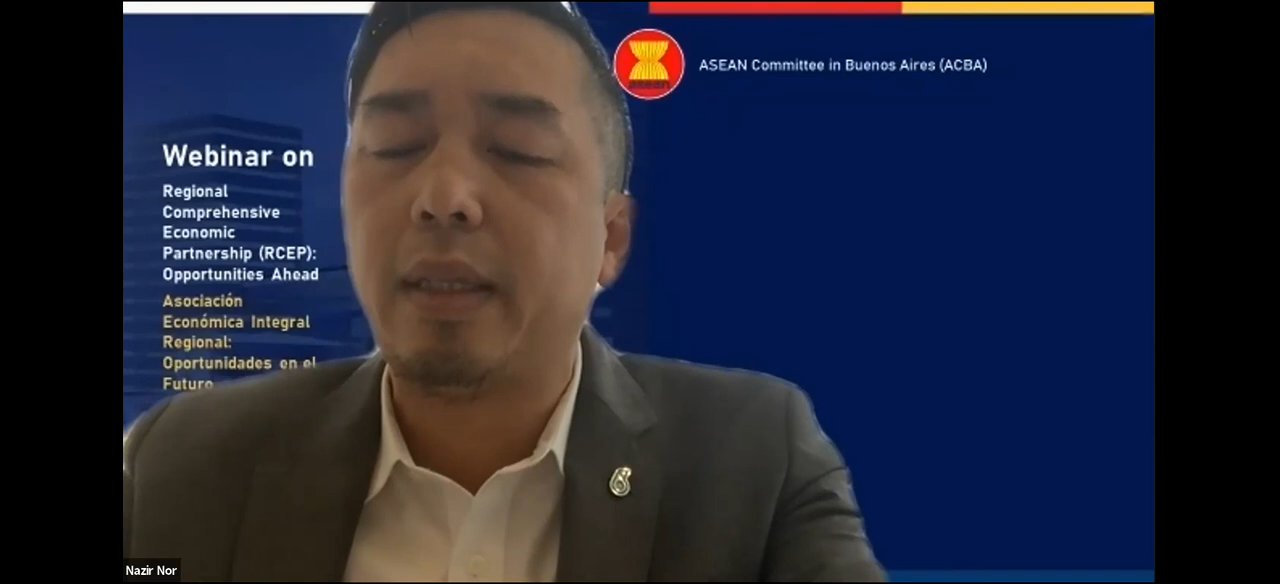 asean
ASEAN Committee in Buenos Aires (ACBA)
Webinar on
Regional
Comprehensive
Economic
Partnership (RCEP):
Opportunities Ahead
Asociación
Económica Integral
Regional:
Oportunidades en el
Futuro
Nazir Nor